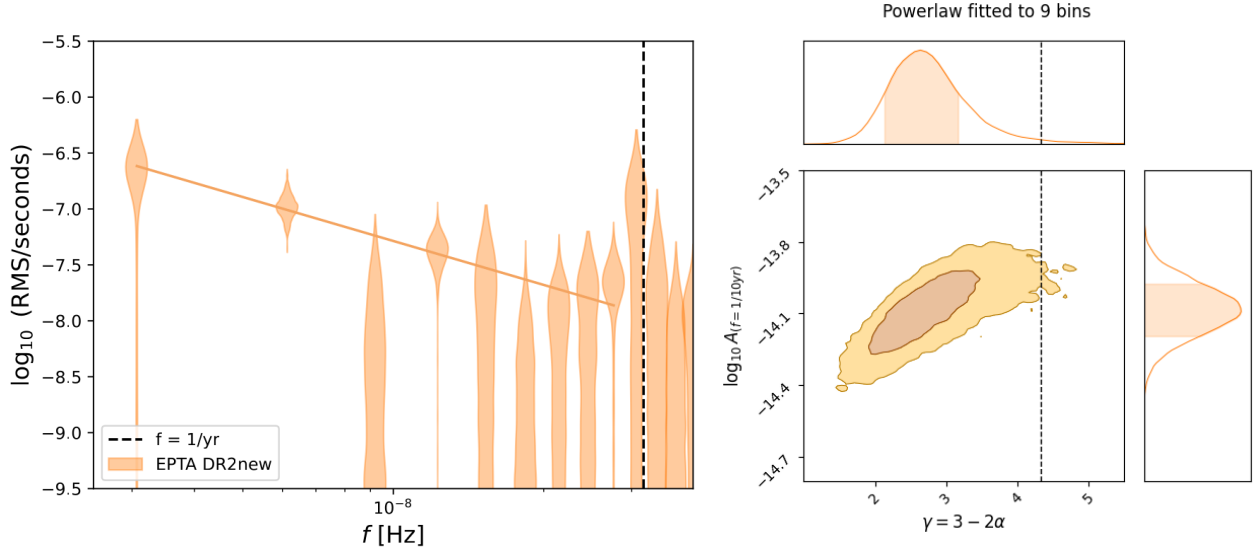 Powerlaw fitted to 9 bins
−5.5
−6.0
−6.5
−7.0
−7.5
−8.0
−8.5
−9.0
−9.5
log₁₀ (RMS/seconds)
f = 1/yr
EPTA DR2new
10⁻⁸
f [Hz]
−13.5
−13.8
−14.1
−14.4
−14.7
log₁₀ A(f=1/10yr)
2
3
4
5
γ = 3 − 2α